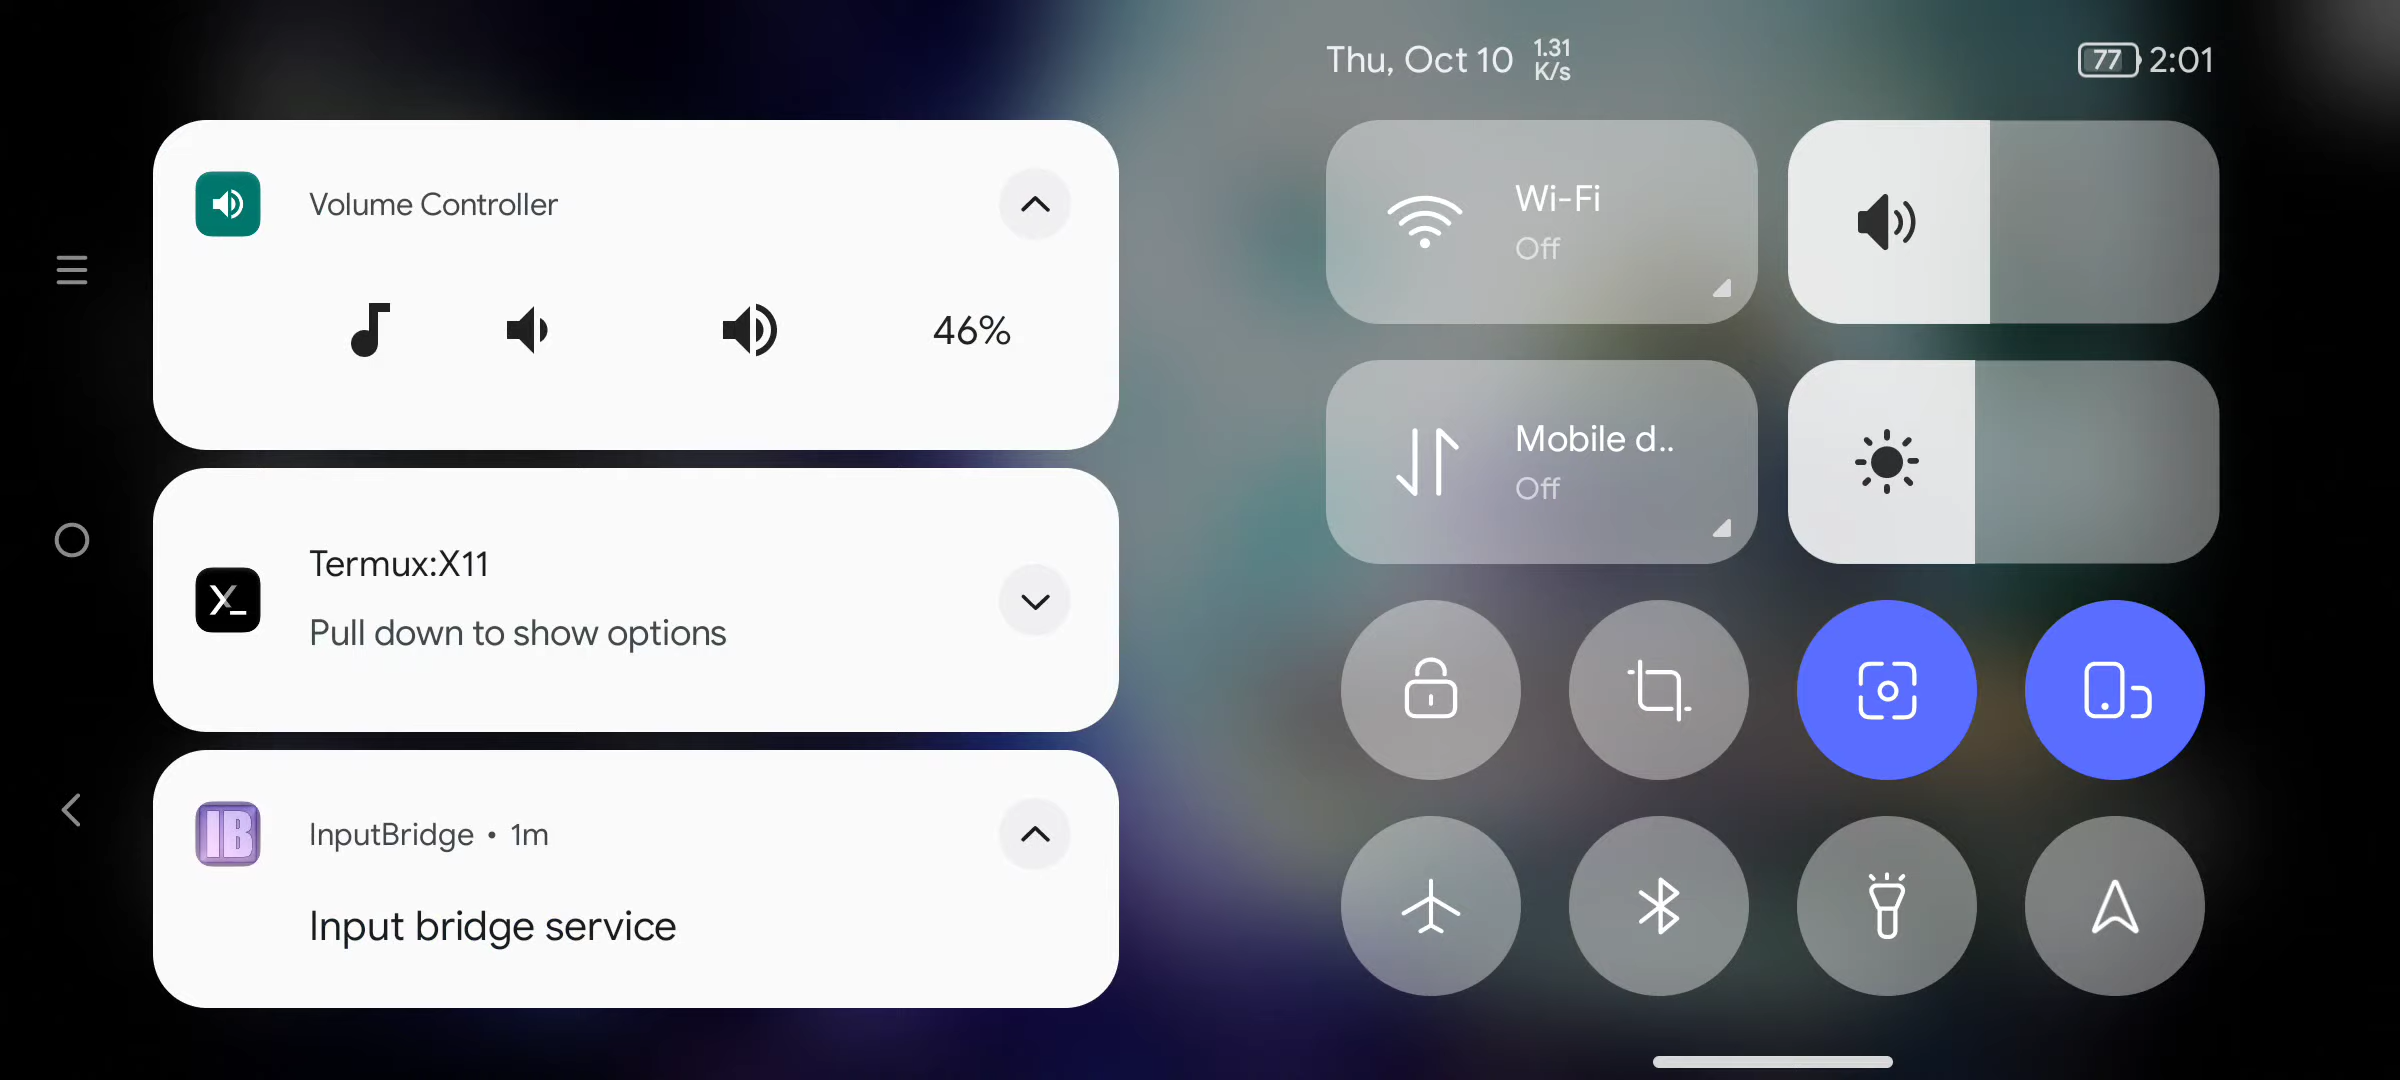 Thu, Oct 10
1.31
K/s
77
2:01
Volume Controller
46%
Termux:X11
Pull down to show options
IB
InputBridge • 1m
Input bridge service
Wi-Fi
Off
Mobile d..
Off